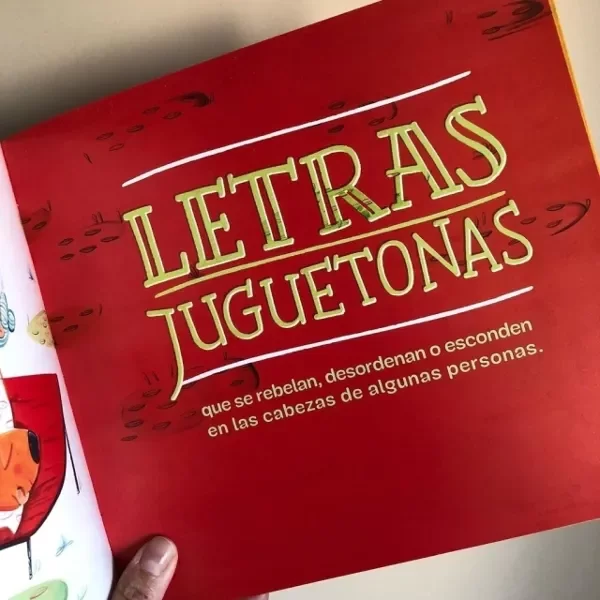 LETRAS
JUGUETONAS
que se rebelan, desordenan o esconden
en las cabezas de algunas personas.